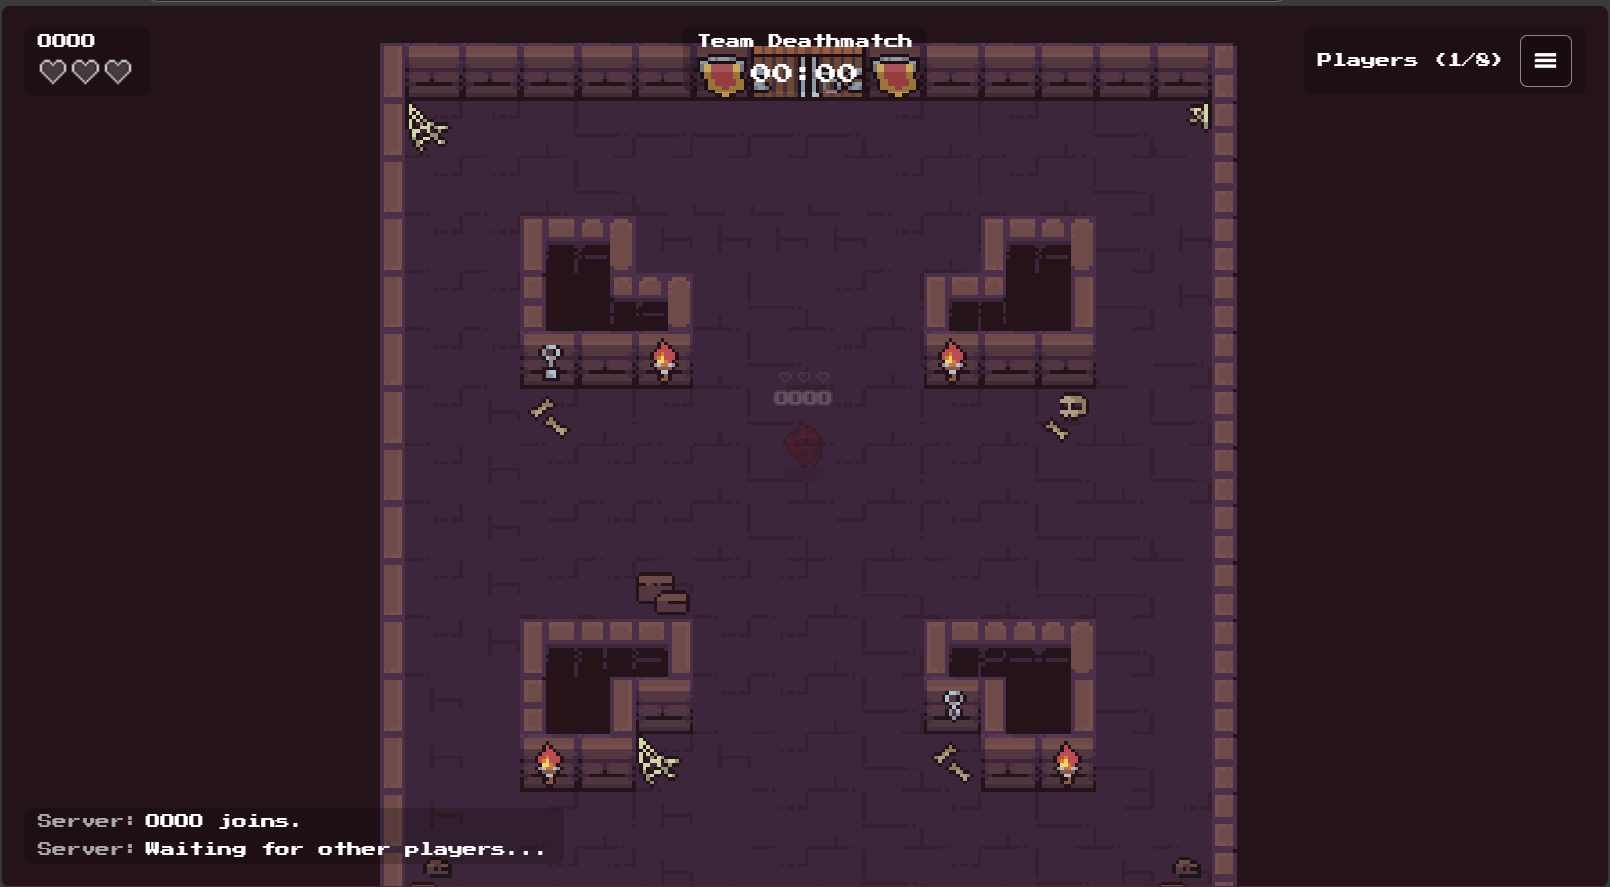 0000
Team Deathmatch
00:00
Players (1/8)
0000
Server: 0000 joins.
Server: Waiting for other players...